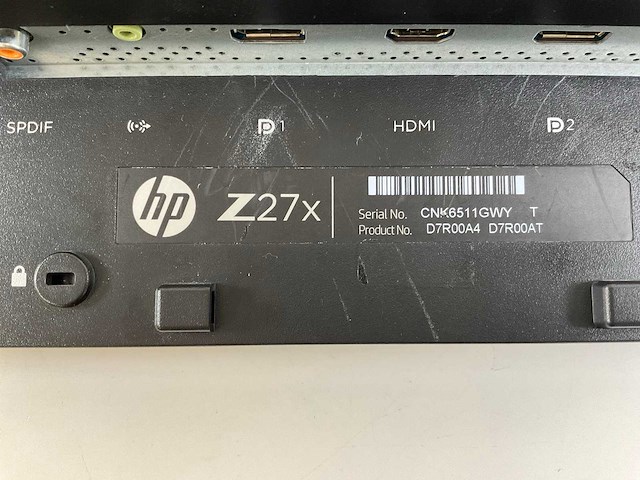 SPDIF
1
HDMI
2
hp
Z27x
Serial No. CNK6511GWY T
Product No. D7R00A4 D7R00AT